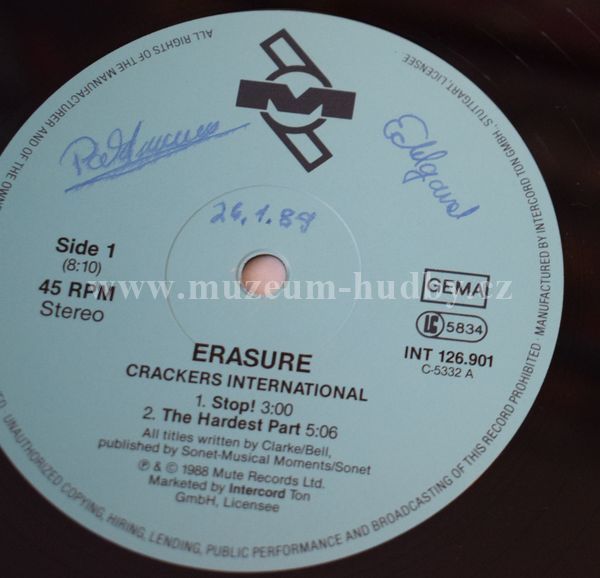 ALL RIGHTS OF THE MANUFACTURER AND OF THE OWNE
STUTTGART, LICENSEE
MANUFACTURED BY INTERCORD TON GMBH,
26.1.89
Side 1
(8:10)
45 RPM
Stereo
www.muzeum-hudby.cz
GEMA
LC 5834
INT 126.901
C-5332 A
ERASURE
CRACKERS INTERNATIONAL
1. Stop! 3:00
2. The Hardest Part 5:06
All titles written by Clarke/Bell,
published by Sonet-Musical Moments/Sonet
℗ & © 1988 Mute Records Ltd.
Marketed by Intercord Ton
GmbH, Licensee
UNAUTHORIZED COPYING, HIRING, LENDING, PUBLIC PERFORMANCE AND BROADCASTING OF THIS RECORD PROHIBITED ·